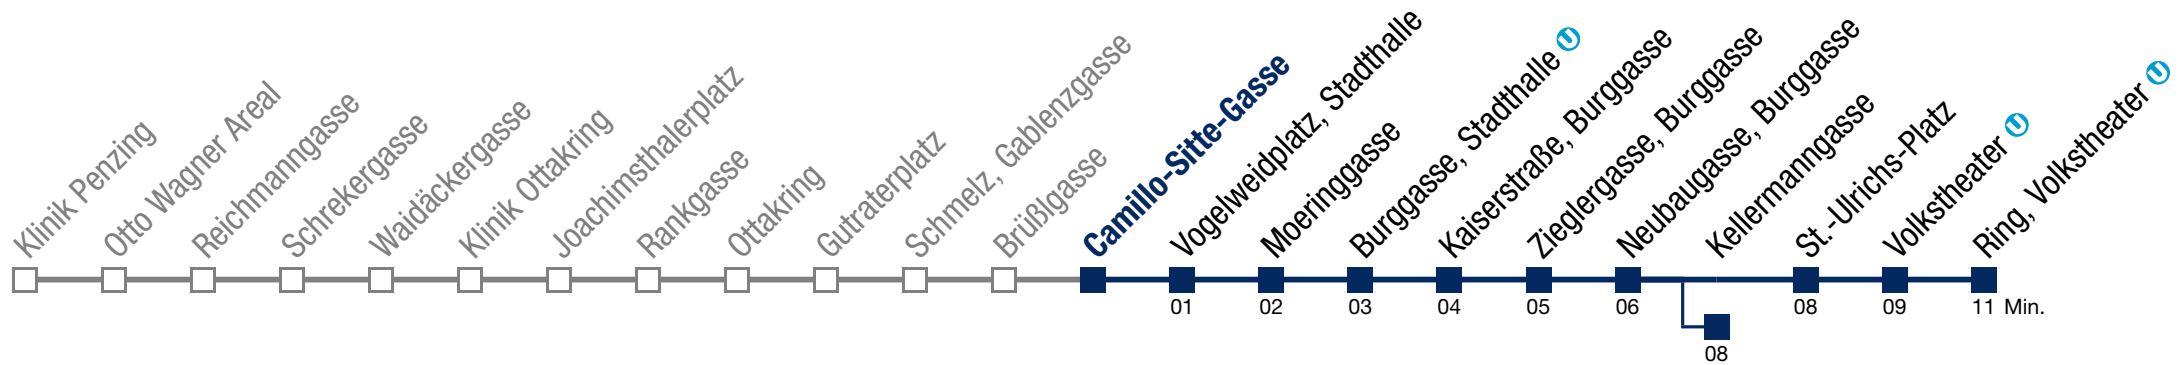 Klinik Penzing
Otto Wagner Areal
Reichmanngasse
Schrekergasse
Waidäckergasse
Klinik Ottakring
Joachimsthalerplatz
Rankgasse
Ottakring
Gutraterplatz
Schmelz, Gablenzgasse
Brüßlgasse
Camillo-Sitte-Gasse
Vogelweidplatz, Stadthalle
Moeringgasse
Burggasse, Stadthalle U
Kaiserstraße, Burggasse
Zieglergasse, Burggasse
Neubaugasse, Burggasse
Kellermanngasse
St.-Ulrichs-Platz
Volkstheater U
Ring, Volkstheater U
01 02 03 04 05 06 08 09 11 Min.
08